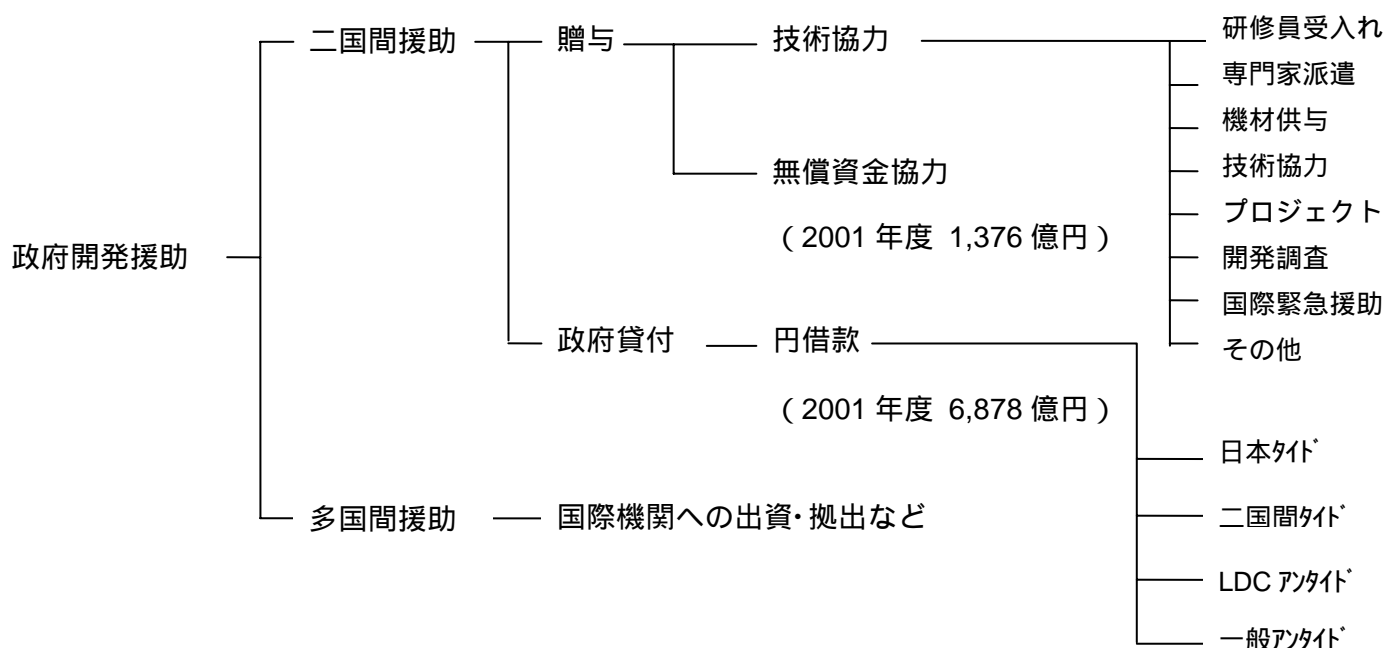 政府開発援助
二国間援助
多国間援助
贈与
政府貸付
国際機関への出資・拠出など
技術協力
無償資金協力
（2001 年度 1,376 億円）
円借款
（2001 年度 6,878 億円）
研修員受入れ
専門家派遣
機材供与
技術協力
プロジェクト
開発調査
国際緊急援助
その他
日本ﾀｲﾄﾞ
二国間ﾀｲﾄﾞ
LDC ｱﾝﾀｲﾄﾞ
一般ｱﾝﾀｲﾄﾞ